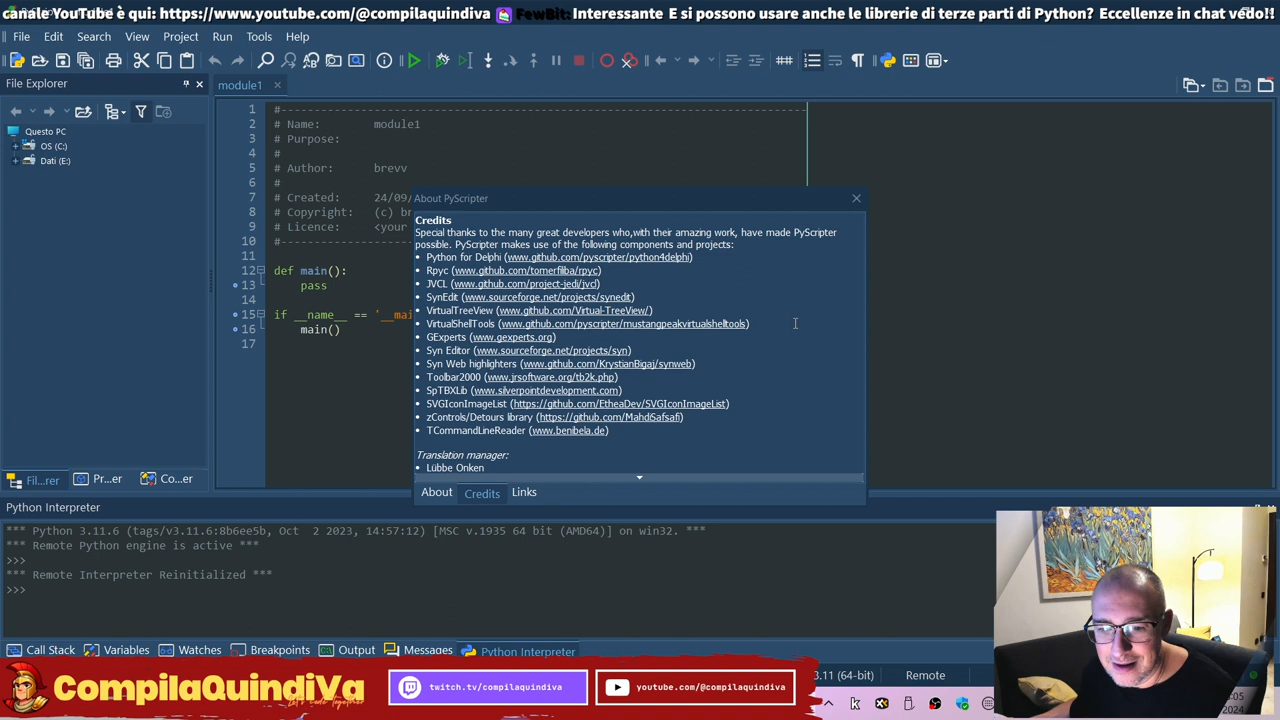 nale YouTube è qui: https://www.youtube.com/@compilaquindiva FewBit: Interessante E si possono usare anche le librerie di terze parti di Python? Eccellenze in chat vedo!!
File Edit Search View Project Run Tools Help
File Explorer
module1
Questo PC
OS (C:)
Dati (E:)
1 #-------------------------------------------------------------------------------
2 # Name: module1
3 # Purpose:
4 #
5 # Author: brevv
6 #
7 # Created: 24/09/
8 # Copyright: (c) br
9 # Licence: <your
10 #-------------------
11
12 def main():
13 pass
14
15 if __name__ == '__mai
16 main()
17
About PyScripter
Credits
Special thanks to the many great developers who,with their amazing work, have made PyScripter
possible. PyScripter makes use of the following components and projects:
• Python for Delphi (www.github.com/pyscripter/python4delphi)
• Rpyc (www.github.com/tomerfiliba/rpyc)
• JVCL (www.github.com/project-jedi/jvcl)
• SynEdit (www.sourceforge.net/projects/synedit)
• VirtualTreeView (www.github.com/Virtual-TreeView/)
• VirtualShellTools (www.github.com/pyscripter/mustangpeakvirtualshelltools)
• GExperts (www.gexperts.org)
• Syn Editor (www.sourceforge.net/projects/syn)
• Syn Web highlighters (www.github.com/KrystianBigaj/synweb)
• Toolbar2000 (www.jrsoftware.org/tb2k.php)
• SpTBXLib (www.silverpointdevelopment.com)
• SVGIconImageList (https://github.com/EtheaDev/SVGIconImageList)
• zControls/Detours library (https://github.com/MahdiSafsafi)
• TCommandLineReader (www.benibela.de)
Translation manager:
• Lübbe Onken
About Credits Links
Fil...rer Pr...er Co...er
Python Interpreter
*** Python 3.11.6 (tags/v3.11.6:8b6ee5b, Oct 2 2023, 14:57:12) [MSC v.1935 64 bit (AMD64)] on win32. ***
*** Remote Python engine is active ***
>>>
*** Remote Interpreter Reinitialized ***
>>>
Call Stack Variables Watches Breakpoints Output Messages Python Interpreter
CompilaQuindiVa
Let's Code Together
twitch.tv/compilaquindiva
youtube.com/@compilaquindiva
3.11 (64-bit) Remote
:05
2024